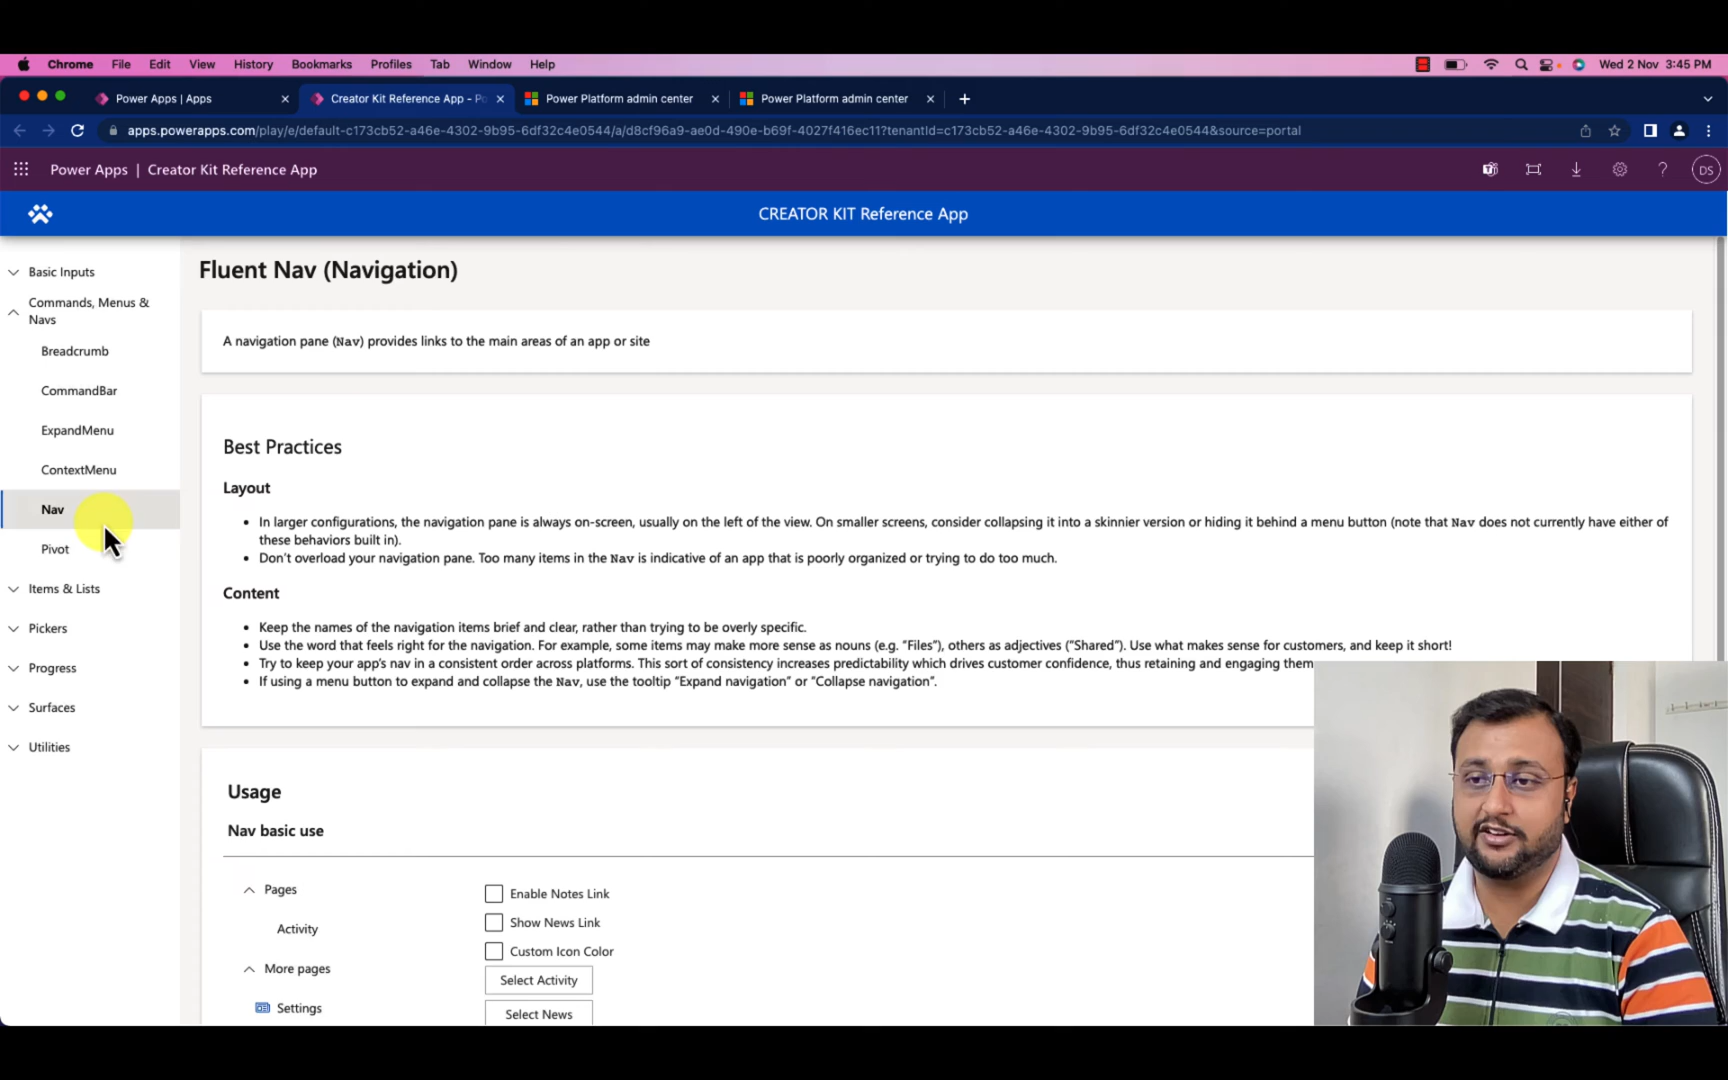 Chrome File Edit View History Bookmarks Profiles Tab Window Help Wed 2 Nov 3:45 PM
Power Apps | Apps Creator Kit Reference App - Po Power Platform admin center Power Platform admin center
apps.powerapps.com/play/e/default-c173cb52-a46e-4302-9b95-6df32c4e0544/a/d8cf96a9-ae0d-490e-b69f-4027f416ec11?tenantId=c173cb52-a46e-4302-9b95-6df32c4e0544&source=portal
Power Apps | Creator Kit Reference App ? DS
CREATOR KIT Reference App
Basic Inputs
Commands, Menus &
Navs
Breadcrumb
CommandBar
ExpandMenu
ContextMenu
Nav
Pivot
Items & Lists
Pickers
Progress
Surfaces
Utilities
Fluent Nav (Navigation)
A navigation pane (Nav) provides links to the main areas of an app or site
Best Practices
Layout
• In larger configurations, the navigation pane is always on-screen, usually on the left of the view. On smaller screens, consider collapsing it into a skinnier version or hiding it behind a menu button (note that Nav does not currently have either of
these behaviors built in).
• Don't overload your navigation pane. Too many items in the Nav is indicative of an app that is poorly organized or trying to do too much.
Content
• Keep the names of the navigation items brief and clear, rather than trying to be overly specific.
• Use the word that feels right for the navigation. For example, some items may make more sense as nouns (e.g. “Files”), others as adjectives (“Shared”). Use what makes sense for customers, and keep it short!
• Try to keep your app's nav in a consistent order across platforms. This sort of consistency increases predictability which drives customer confidence, thus retaining and engaging them
• If using a menu button to expand and collapse the Nav, use the tooltip “Expand navigation” or “Collapse navigation”.
Usage
Nav basic use
Pages
Activity
More pages
Settings
Enable Notes Link
Show News Link
Custom Icon Color
Select Activity
Select News